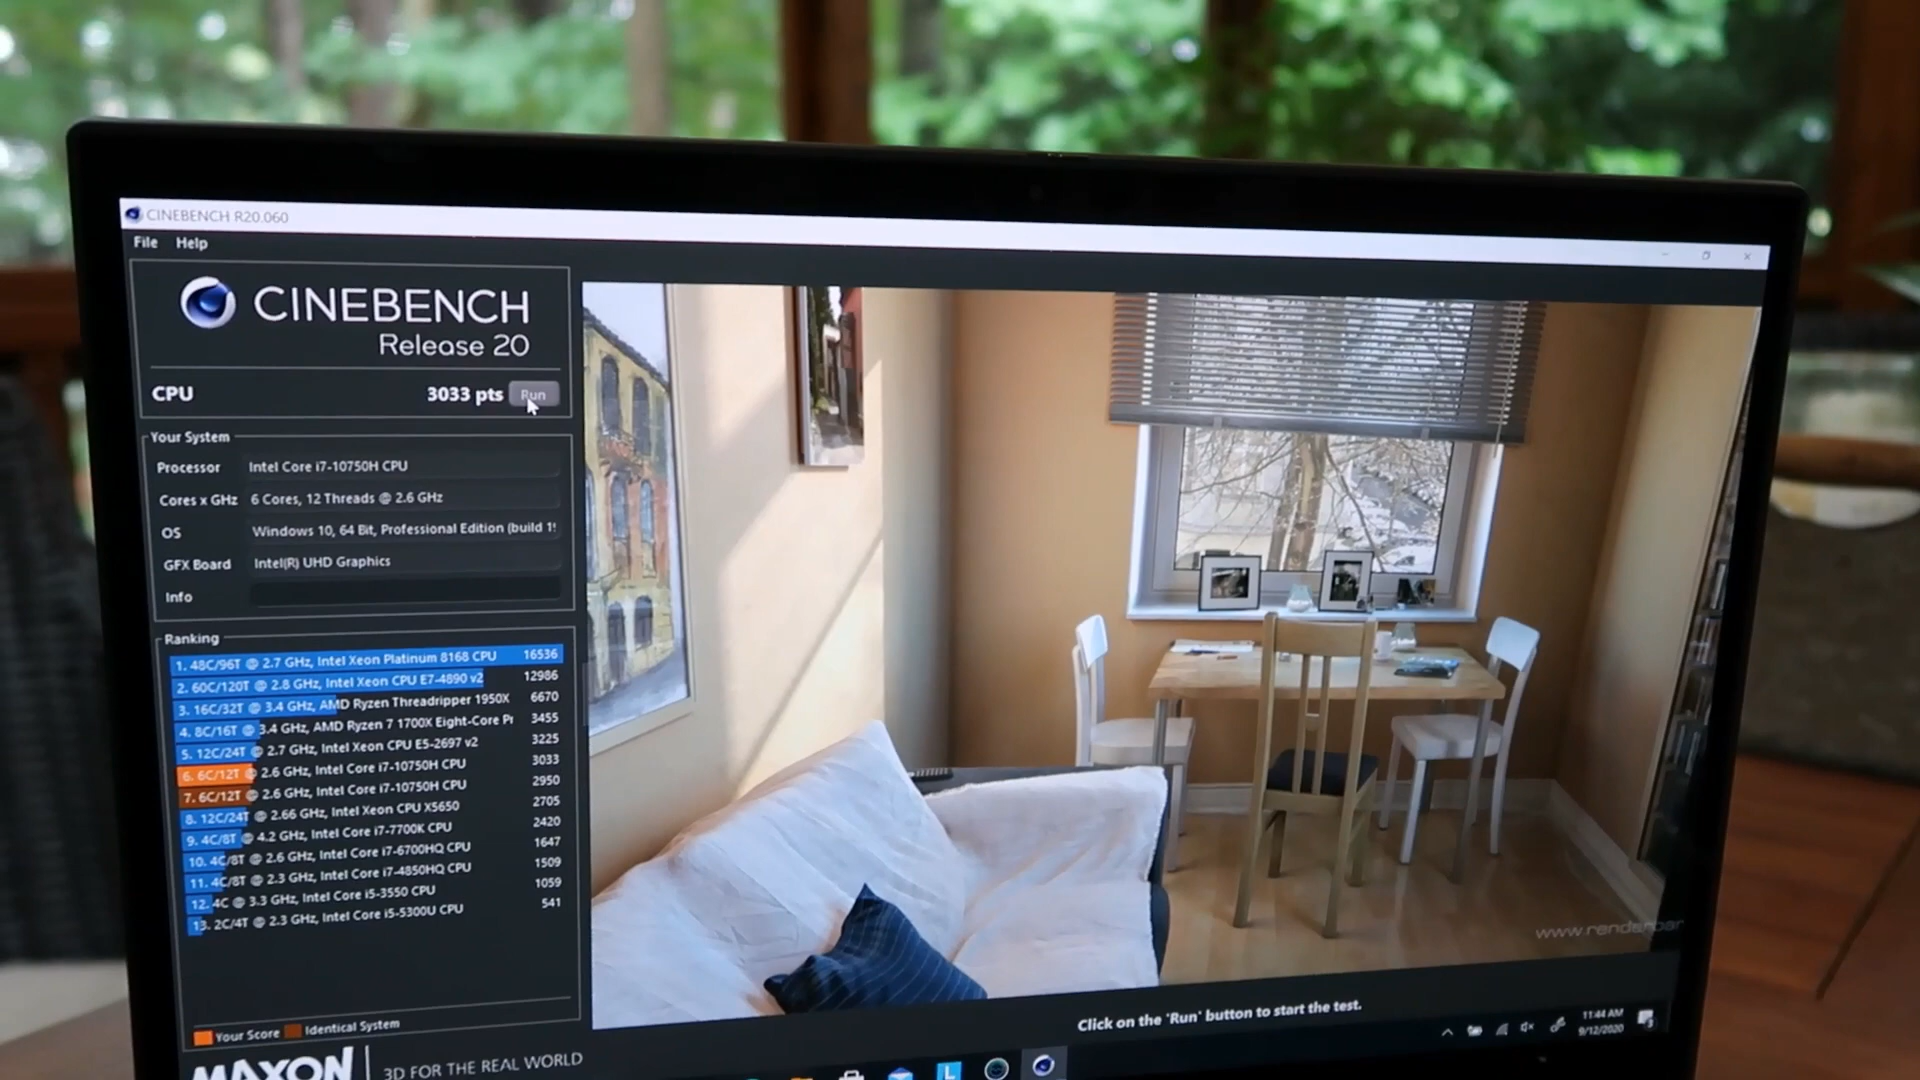 CINEBENCH R20.060
File Help
CINEBENCH
Release 20
CPU 3033 pts Run
Your System
Processor Intel Core i7-10750H CPU
Cores x GHz 6 Cores, 12 Threads @ 2.6 GHz
OS Windows 10, 64 Bit, Professional Edition (build 1
GFX Board Intel(R) UHD Graphics
Info
Ranking
1. 48C/96T @ 2.7 GHz, Intel Xeon Platinum 8168 CPU 16536
2. 60C/120T @ 2.8 GHz, Intel Xeon CPU E7-4890 v2 12986
3. 16C/32T @ 3.4 GHz, AMD Ryzen Threadripper 1950X 6670
4. 8C/16T @ 3.4 GHz, AMD Ryzen 7 1700X Eight-Core Pr 3455
5. 12C/24T @ 2.7 GHz, Intel Xeon CPU E5-2697 v2 3225
6. 6C/12T @ 2.6 GHz, Intel Core i7-10750H CPU 3033
7. 6C/12T @ 2.6 GHz, Intel Core i7-10750H CPU 2950
8. 12C/24T @ 2.66 GHz, Intel Xeon CPU X5650 2705
9. 4C/8T @ 4.2 GHz, Intel Core i7-7700K CPU 2420
10. 4C/8T @ 2.6 GHz, Intel Core i7-6700HQ CPU 1647
11. 4C/8T @ 2.3 GHz, Intel Core i7-4850HQ CPU 1509
12. 4C @ 3.3 GHz, Intel Core i5-3550 CPU 1059
13. 2C/4T @ 2.3 GHz, Intel Core i5-5300U CPU 541
Your Score Identical System
MAXON 3D FOR THE REAL WORLD
www.renderbar
Click on the 'Run' button to start the test.
11:44 AM
9/12/2020
L